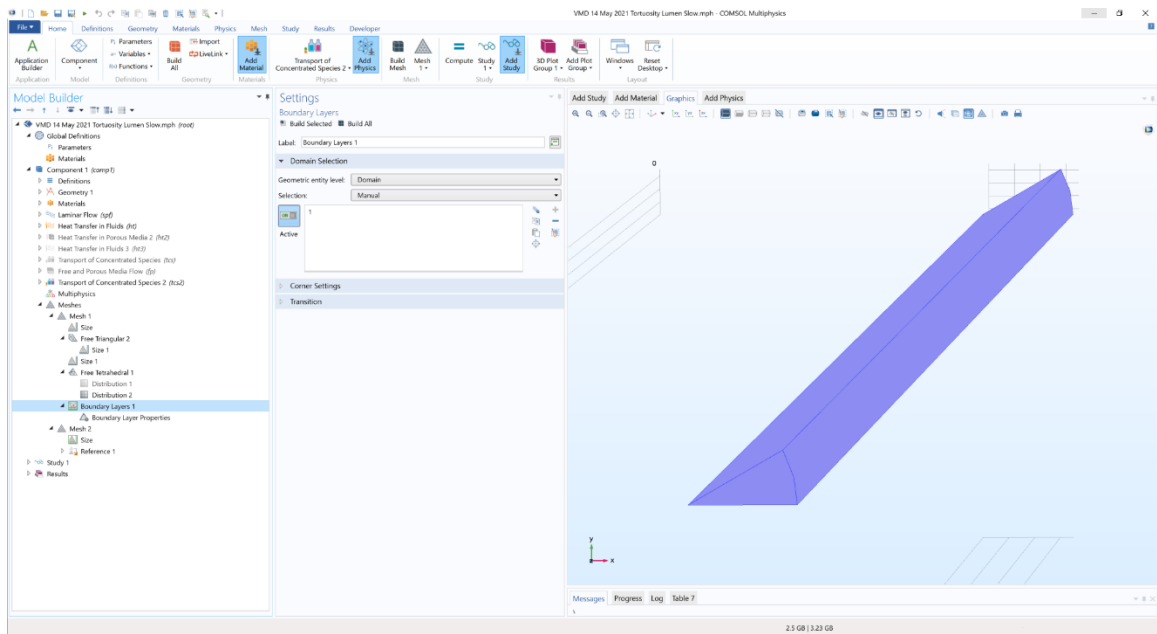 VMD 14 May 2021 Tortuosity Lumen Slow.mph - COMSOL Multiphysics
File Home Definitions Geometry Materials Physics Mesh Study Results Developer
Application Builder
Component
Pi Parameters
a= Variables
f(x) Functions
Build All
Import
LiveLink
Add Material
Transport of Concentrated Species 2
Add Physics
Build Mesh
Mesh 1
Compute
Study 1
Add Study
3D Plot Group 1
Add Plot Group
Windows
Reset Desktop
Application Model Definitions Geometry Materials Physics Mesh Study Results Layout
Model Builder
VMD 14 May 2021 Tortuosity Lumen Slow.mph (root)
Global Definitions
Pi Parameters
Materials
Component 1 (comp1)
Definitions
Geometry 1
Materials
Laminar Flow (spf)
Heat Transfer in Fluids (ht)
Heat Transfer in Porous Media 2 (ht2)
Heat Transfer in Fluids 3 (ht3)
Transport of Concentrated Species (tcs)
Free and Porous Media Flow (fp)
Transport of Concentrated Species 2 (tcs2)
Multiphysics
Meshes
Mesh 1
Size
Free Triangular 2
Size 1
Size 1
Free Tetrahedral 1
Distribution 1
Distribution 2
Boundary Layers 1
Boundary Layer Properties
Mesh 2
Size
Reference 1
Study 1
Results
Settings
Boundary Layers
Build Selected Build All
Label: Boundary Layers 1
Domain Selection
Geometric entity level: Domain
Selection: Manual
1
Active
Corner Settings
Transition
Add Study Add Material Graphics Add Physics
0
y
x
Messages Progress Log Table 7
2.5 GB | 3.23 GB